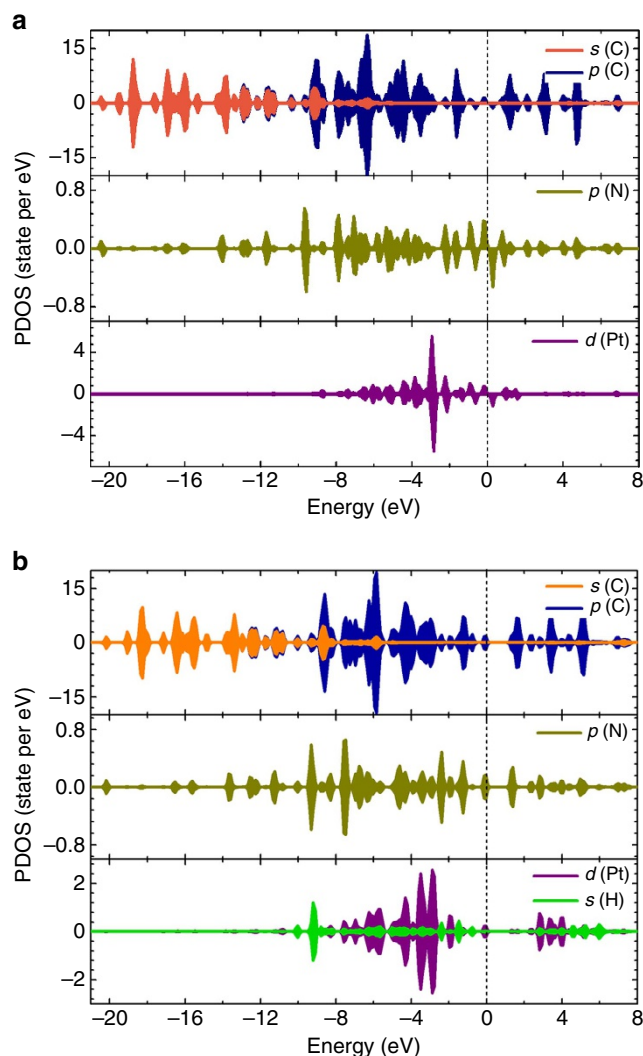 a
15
0
−15
s (C)
p (C)
0.8
0.0
−0.8
p (N)
4
0
−4
d (Pt)
PDOS (state per eV)
−20 −16 −12 −8 −4 0 4 8
Energy (eV)
b
15
0
−15
s (C)
p (C)
0.8
0.0
−0.8
p (N)
2
0
−2
d (Pt)
s (H)
PDOS (state per eV)
−20 −16 −12 −8 −4 0 4 8
Energy (eV)